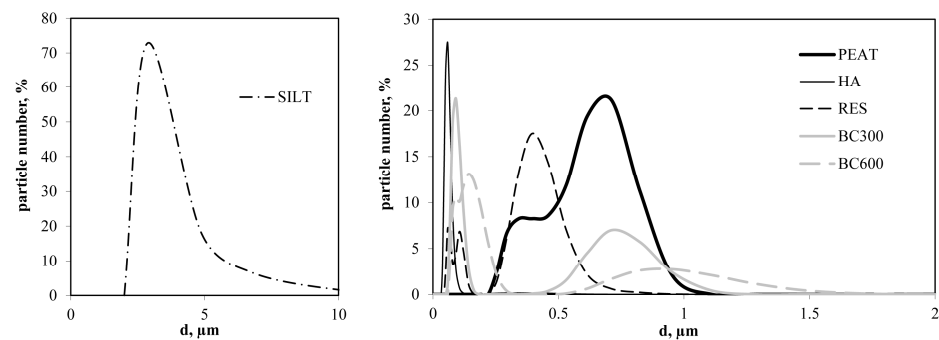 particle number, %
80
70
60
50
40
30
20
10
0
SILT
0 5 10
d, µm
particle number, %
30
25
20
15
10
5
0
PEAT
HA
RES
BC300
BC600
0 0.5 1 1.5 2
d, µm